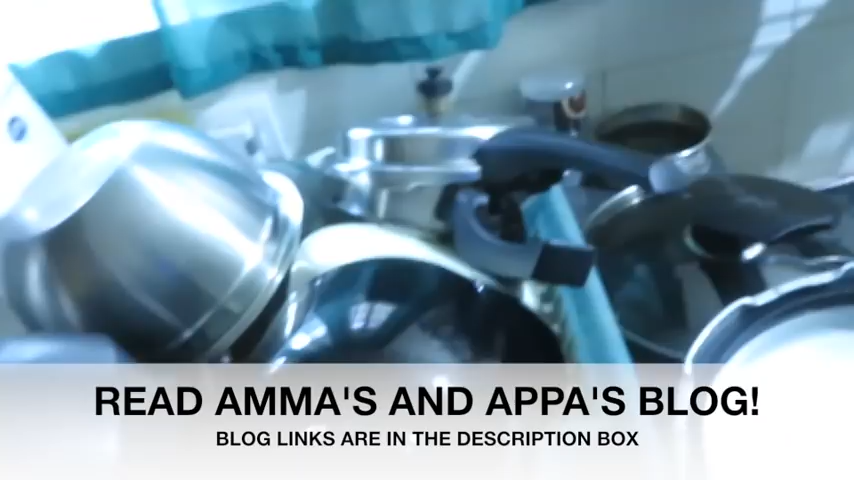 READ AMMA'S AND APPA'S BLOG!
BLOG LINKS ARE IN THE DESCRIPTION BOX